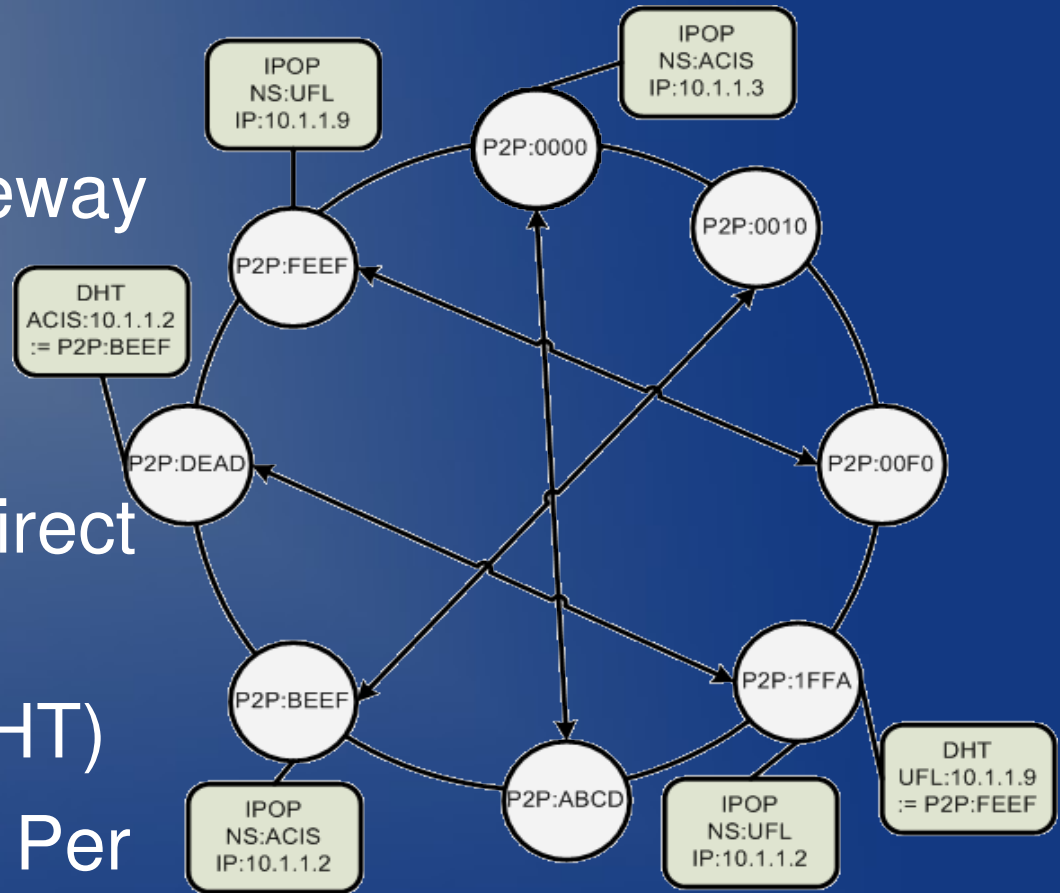 eway
irect
HT)
Per
IPOP
NS:UFL
IP:10.1.1.9
IPOP
NS:ACIS
IP:10.1.1.3
P2P:0000
P2P:0010
P2P:FEEF
DHT
ACIS:10.1.1.2
:= P2P:BEEF
P2P:DEAD
P2P:00F0
P2P:BEEF
P2P:1FFA
P2P:ABCD
DHT
UFL:10.1.1.9
:= P2P:FEEF
IPOP
NS:ACIS
IP:10.1.1.2
IPOP
NS:UFL
IP:10.1.1.2